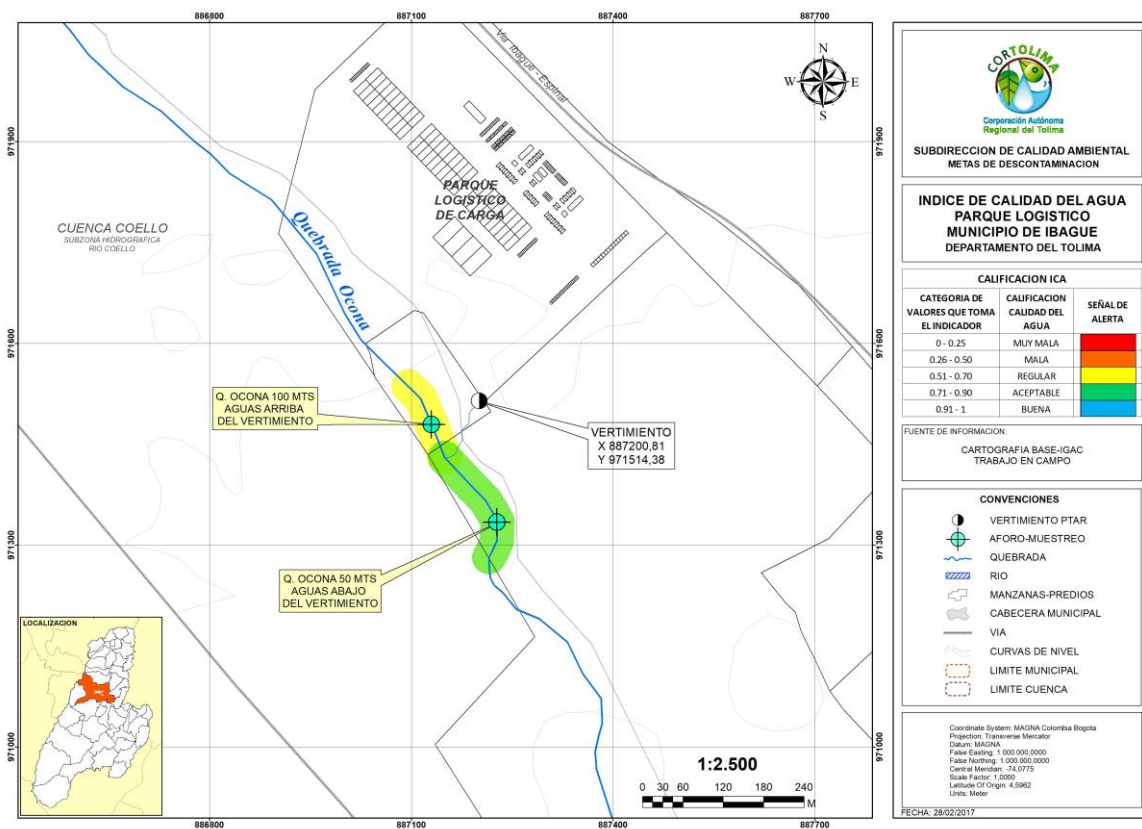 886800
887100
887400
887700
971900
971600
971300
971000
Via Ibague - Espinal
N
W
E
S
PARQUE
LOGISTICO
DE CARGA
CUENCA COELLO
SUBZONA HIDROGRAFICA
RIO COELLO
Quebrada Ocona
Q. OCONA 100 MTS
AGUAS ARRIBA
DEL VERTIMIENTO
VERTIMIENTO
X 887200,81
Y 971514,38
Q. OCONA 50 MTS
AGUAS ABAJO
DEL VERTIMIENTO
LOCALIZACION
1:2.500
0 30 60 120 180 240
M
886800
887100
887400
887700
971900
971600
971300
971000
CORTOLIMA
Corporación Autónoma
Regional del Tolima
SUBDIRECCION DE CALIDAD AMBIENTAL
METAS DE DESCONTAMINACION
INDICE DE CALIDAD DEL AGUA
PARQUE LOGISTICO
MUNICIPIO DE IBAGUE
DEPARTAMENTO DEL TOLIMA
CALIFICACION ICA
CATEGORIA DE
VALORES QUE TOMA
EL INDICADOR
CALIFICACION
CALIDAD DEL
AGUA
SEÑAL DE
ALERTA
0 - 0.25 MUY MALA
0.26 - 0.50 MALA
0.51 - 0.70 REGULAR
0.71 - 0.90 ACEPTABLE
0.91 - 1 BUENA
FUENTE DE INFORMACION:
CARTOGRAFIA BASE-IGAC
TRABAJO EN CAMPO
CONVENCIONES
VERTIMIENTO PTAR
AFORO-MUESTREO
QUEBRADA
RIO
MANZANAS-PREDIOS
CABECERA MUNICIPAL
VIA
CURVAS DE NIVEL
LIMITE MUNICIPAL
LIMITE CUENCA
Coordinate System: MAGNA Colombia Bogota
Projection: Transverse Mercator
Datum: MAGNA
False Easting: 1.000.000,0000
False Northing: 1.000.000,0000
Central Meridian: -74,0775
Scale Factor: 1,0000
Latitude Of Origin: 4,5962
Units: Meter
FECHA: 28/02/2017